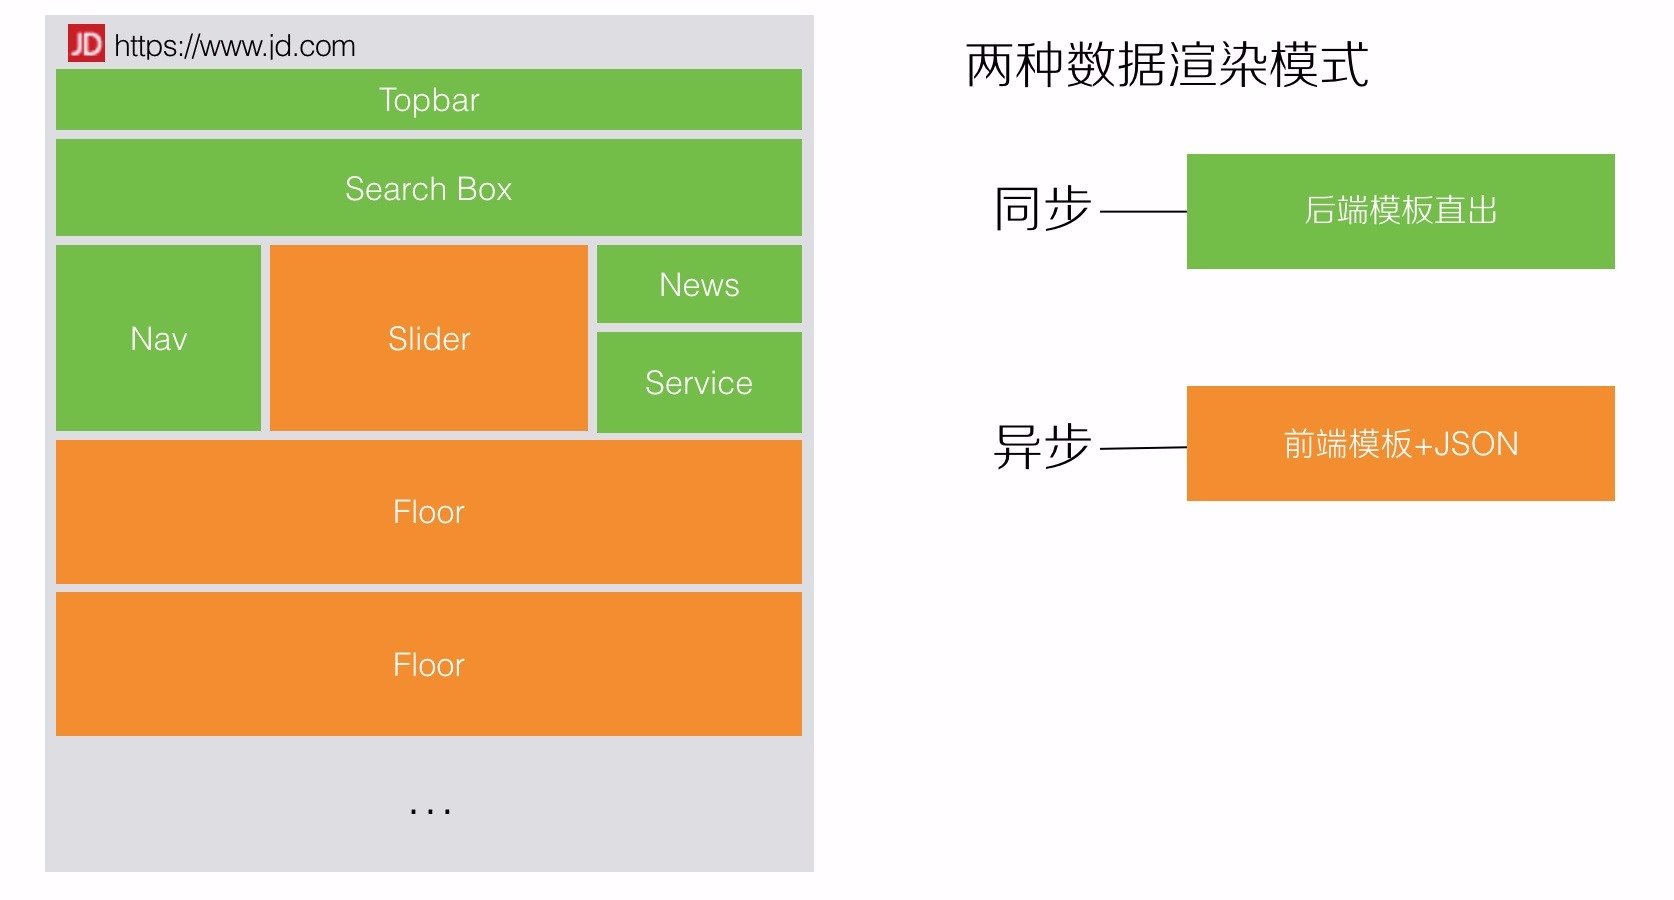 JD https://www.jd.com
Topbar
Search Box
Nav
Slider
News
Service
Floor
Floor
...
两种数据渲染模式
同步
后端模板直出
异步
前端模板+JSON